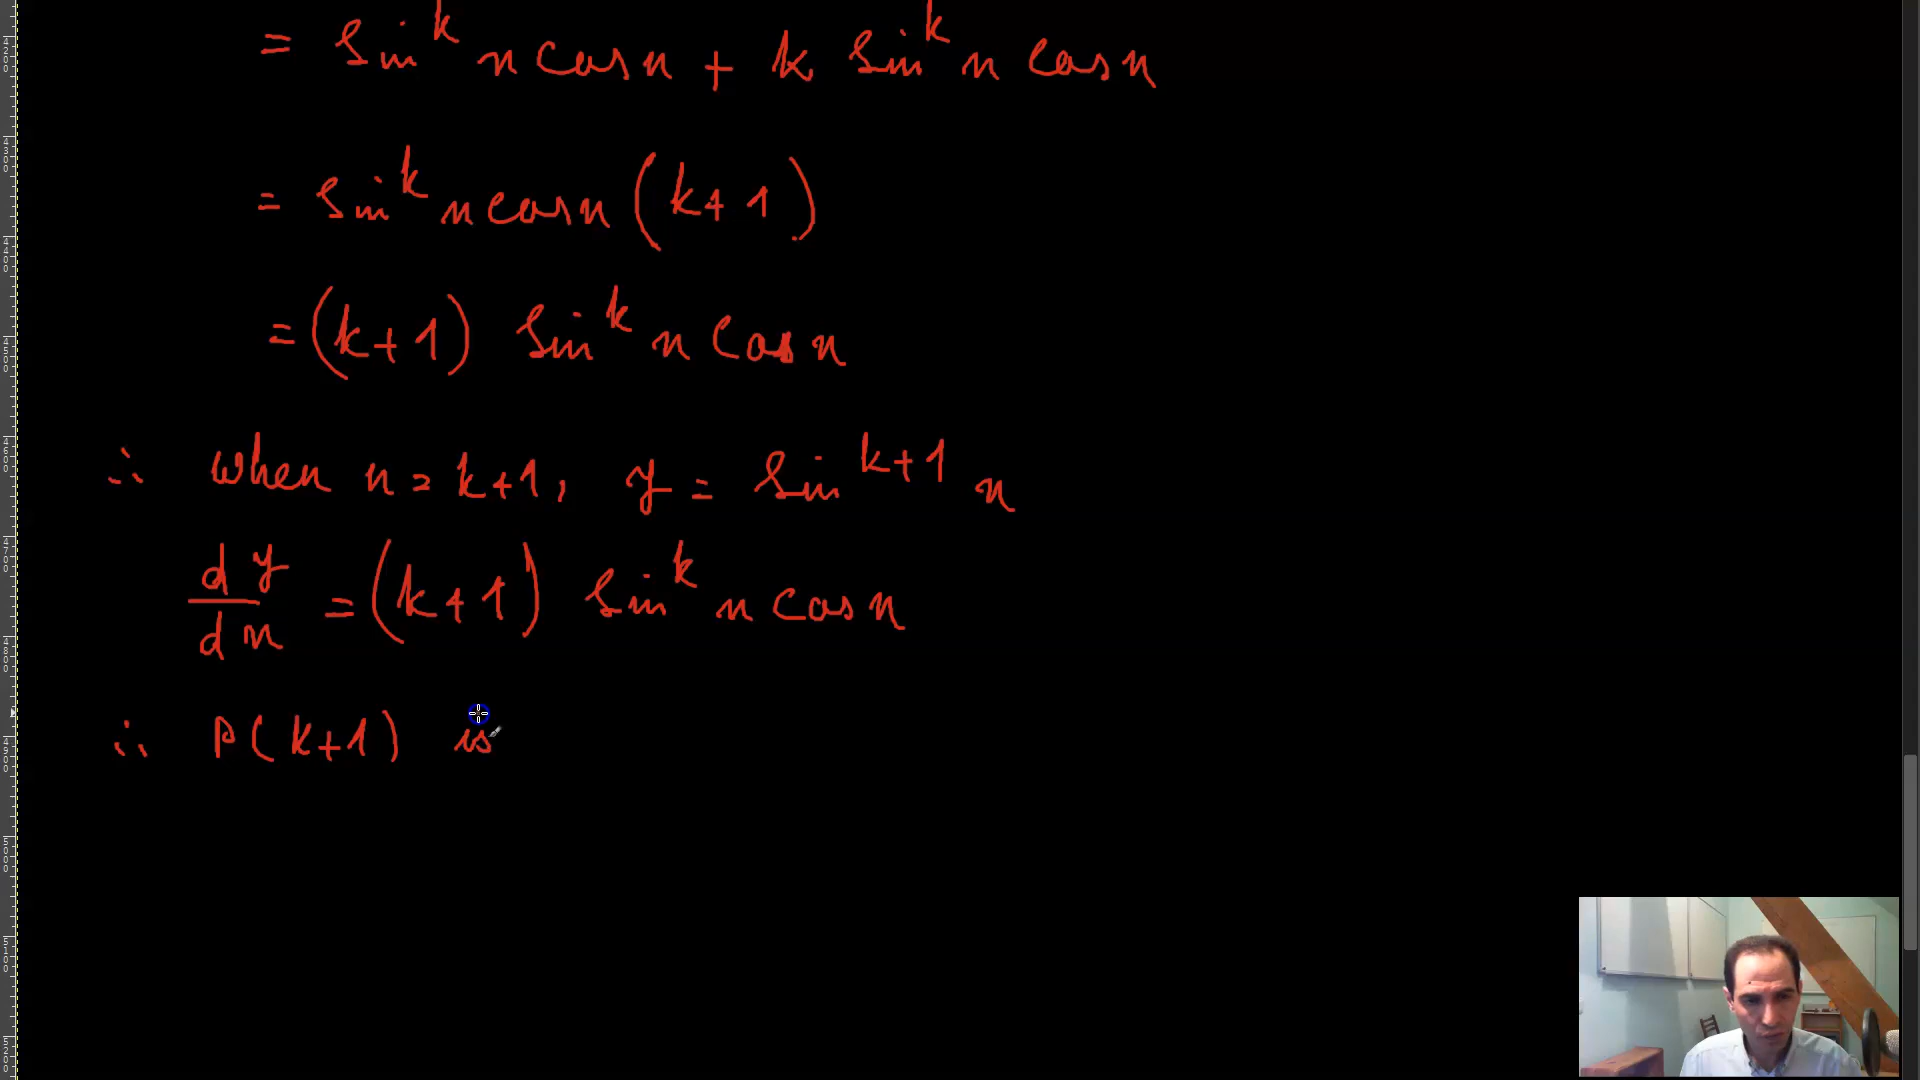 = sin^k x cos x + k sin^k x cos x
= sin^k x cos x (k+1)
= (k+1) sin^k x cos x
∴ when n = k+1, y = sin^{k+1} x
dy/dx = (k+1) sin^k x cos x
∴ P(k+1) is